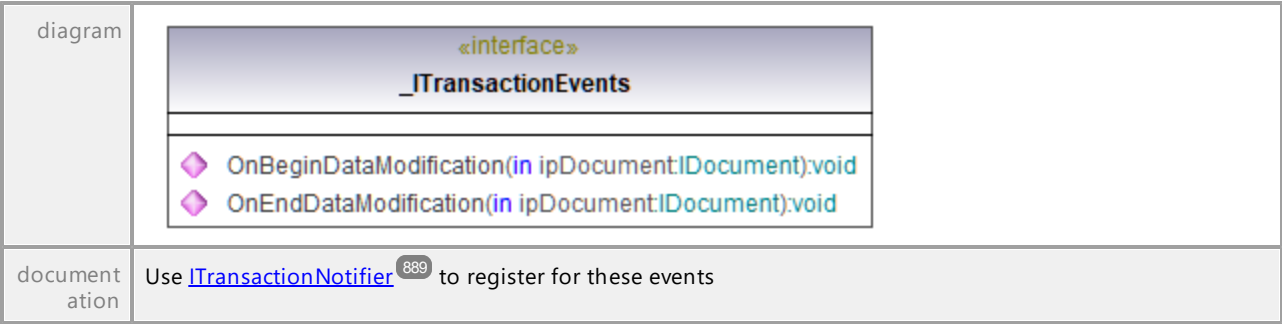 diagram
«interface»
_ITransactionEvents
OnBeginDataModification(in ipDocument:IDocument):void
OnEndDataModification(in ipDocument:IDocument):void
document
ation
Use ITransactionNotifier 889 to register for these events